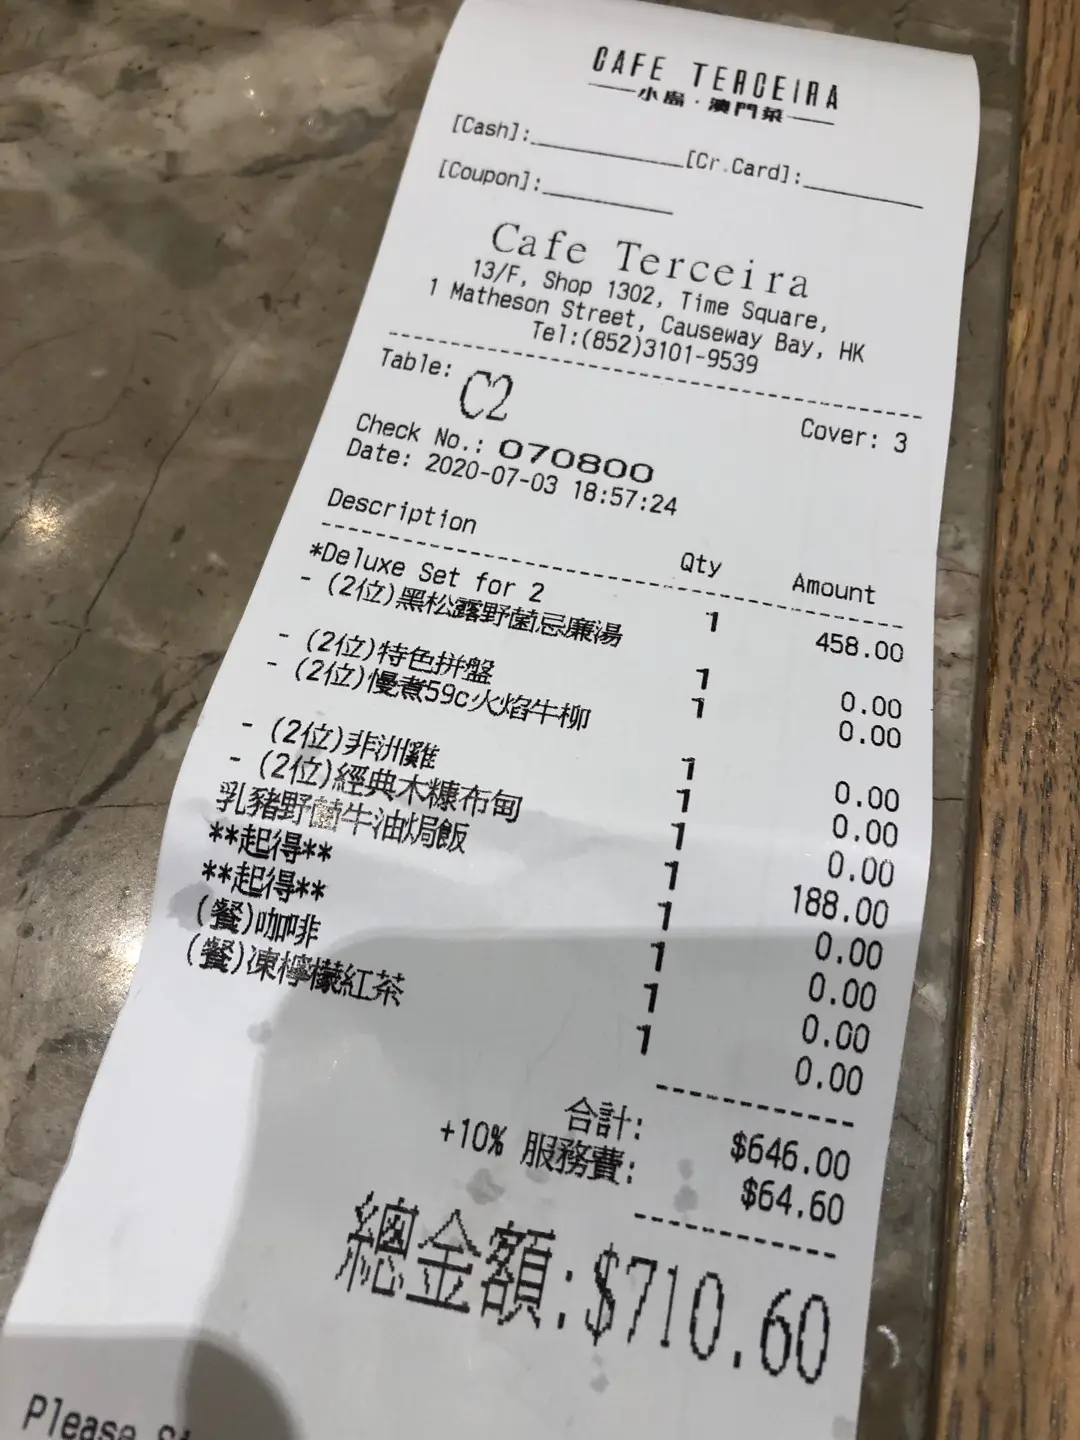 CAFE TERCEIRA
小島·澳門菜
[Cash]: [Cr.Card]:
[Coupon]:
Cafe Terceira
13/F, Shop 1302, Time Square,
1 Matheson Street, Causeway Bay, HK
Tel:(852)3101-9539
Table: C2 Cover: 3
Check No.: 070800
Date: 2020-07-03 18:57:24
Description Qty Amount
*Deluxe Set for 2 1 458.00
- (2位)黑松露野菌忌廉湯 1 0.00
- (2位)特色拼盤 1 0.00
- (2位)慢煮59c火焰牛柳 1 0.00
- (2位)非洲雞 1 0.00
- (2位)經典木糠布甸 1 0.00
乳豬野菌牛油焗飯 1 188.00
**起得** 1 0.00
**起得** 1 0.00
(餐)咖啡 1 0.00
(餐)凍檸檬紅茶 1 0.00
合計: $646.00
+10% 服務費: $64.60
總金額:$710.60
Please